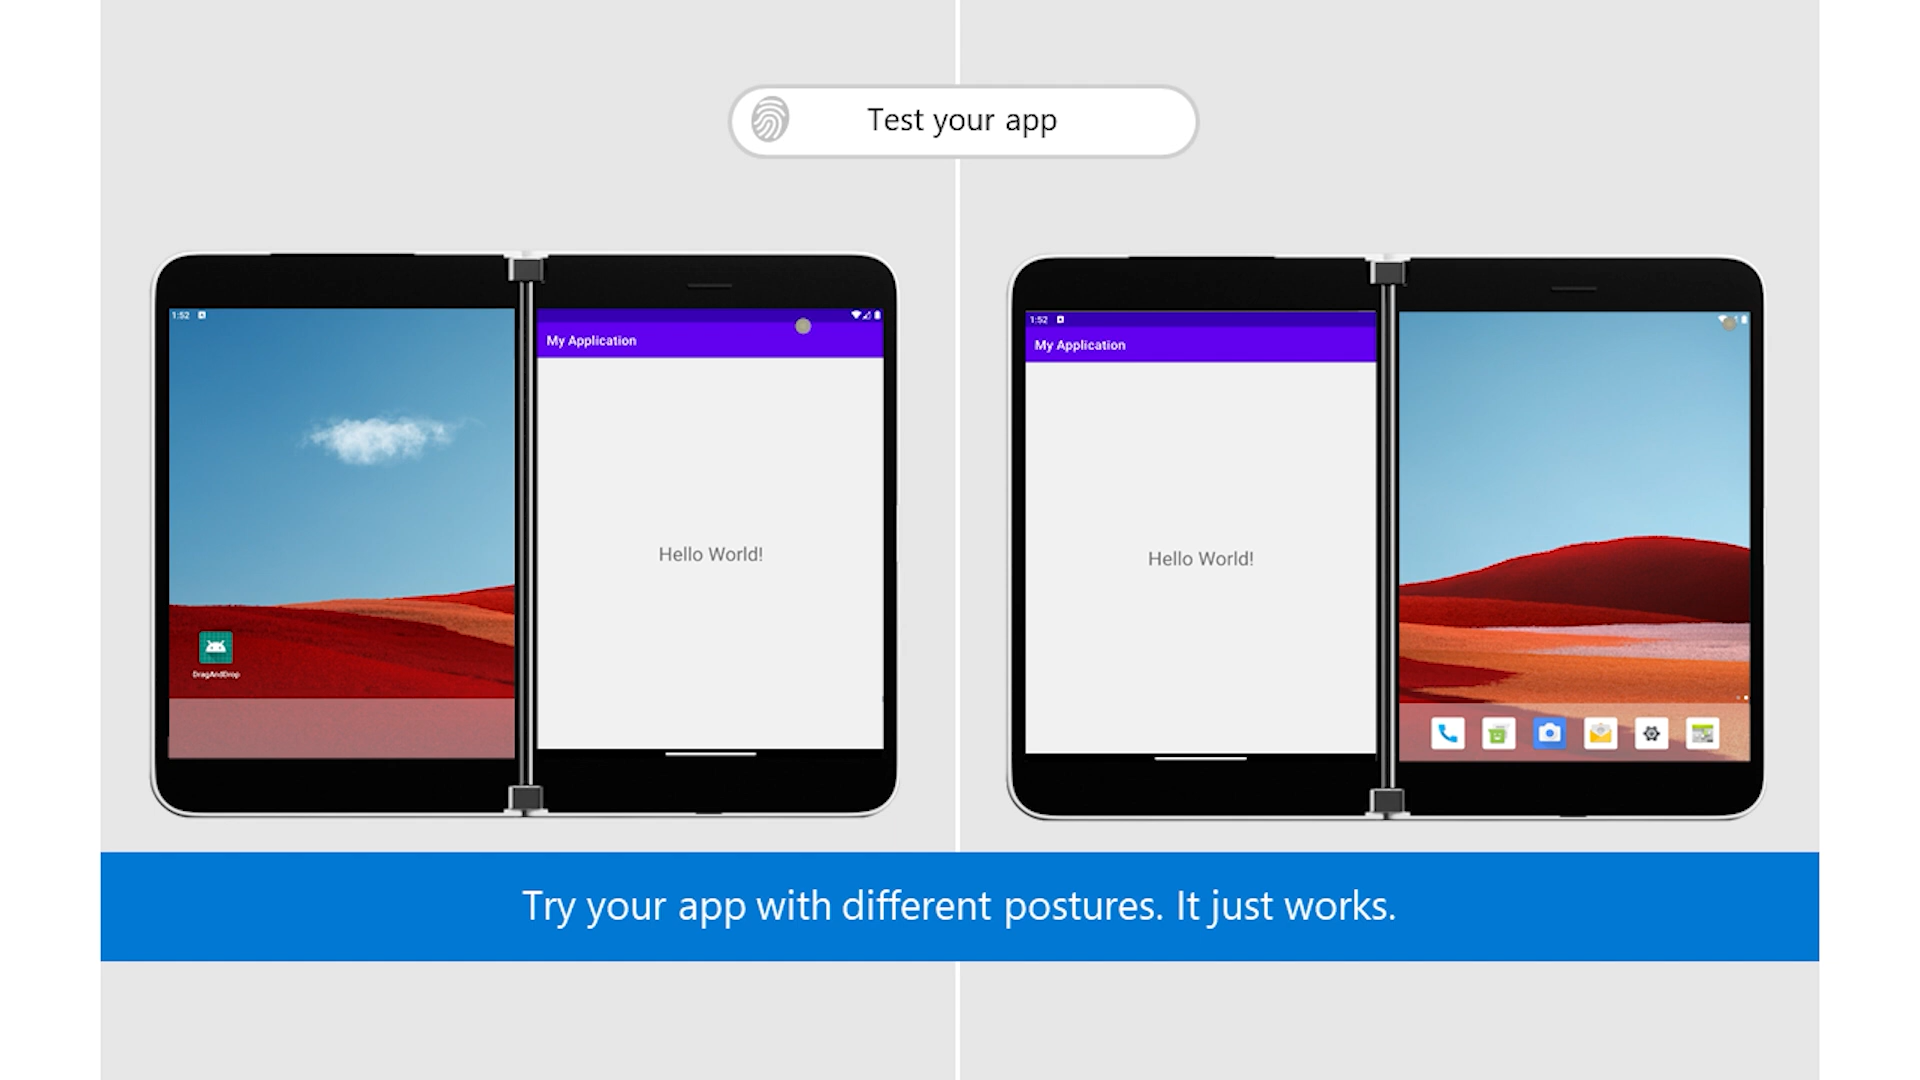 Test your app
1:52
My Application
Hello World!
DragAndDrop
1:52
My Application
Hello World!
Try your app with different postures. It just works.